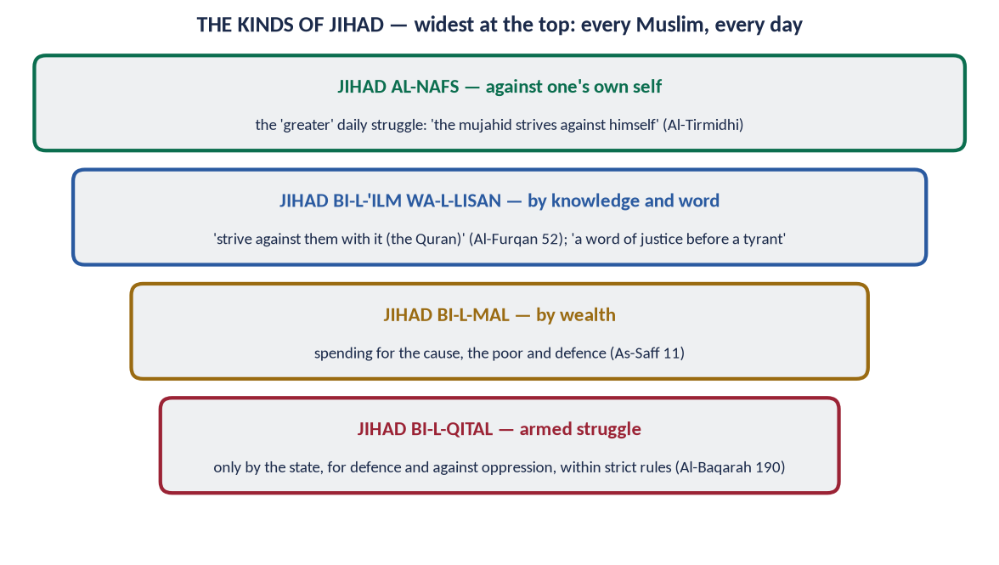 THE KINDS OF JIHAD — widest at the top: every Muslim, every day
JIHAD AL-NAFS — against one's own self
the 'greater' daily struggle: 'the mujahid strives against himself' (Al-Tirmidhi)
JIHAD BI-L-'ILM WA-L-LISAN — by knowledge and word
'strive against them with it (the Quran)' (Al-Furqan 52); 'a word of justice before a tyrant'
JIHAD BI-L-MAL — by wealth
spending for the cause, the poor and defence (As-Saff 11)
JIHAD BI-L-QITAL — armed struggle
only by the state, for defence and against oppression, within strict rules (Al-Baqarah 190)